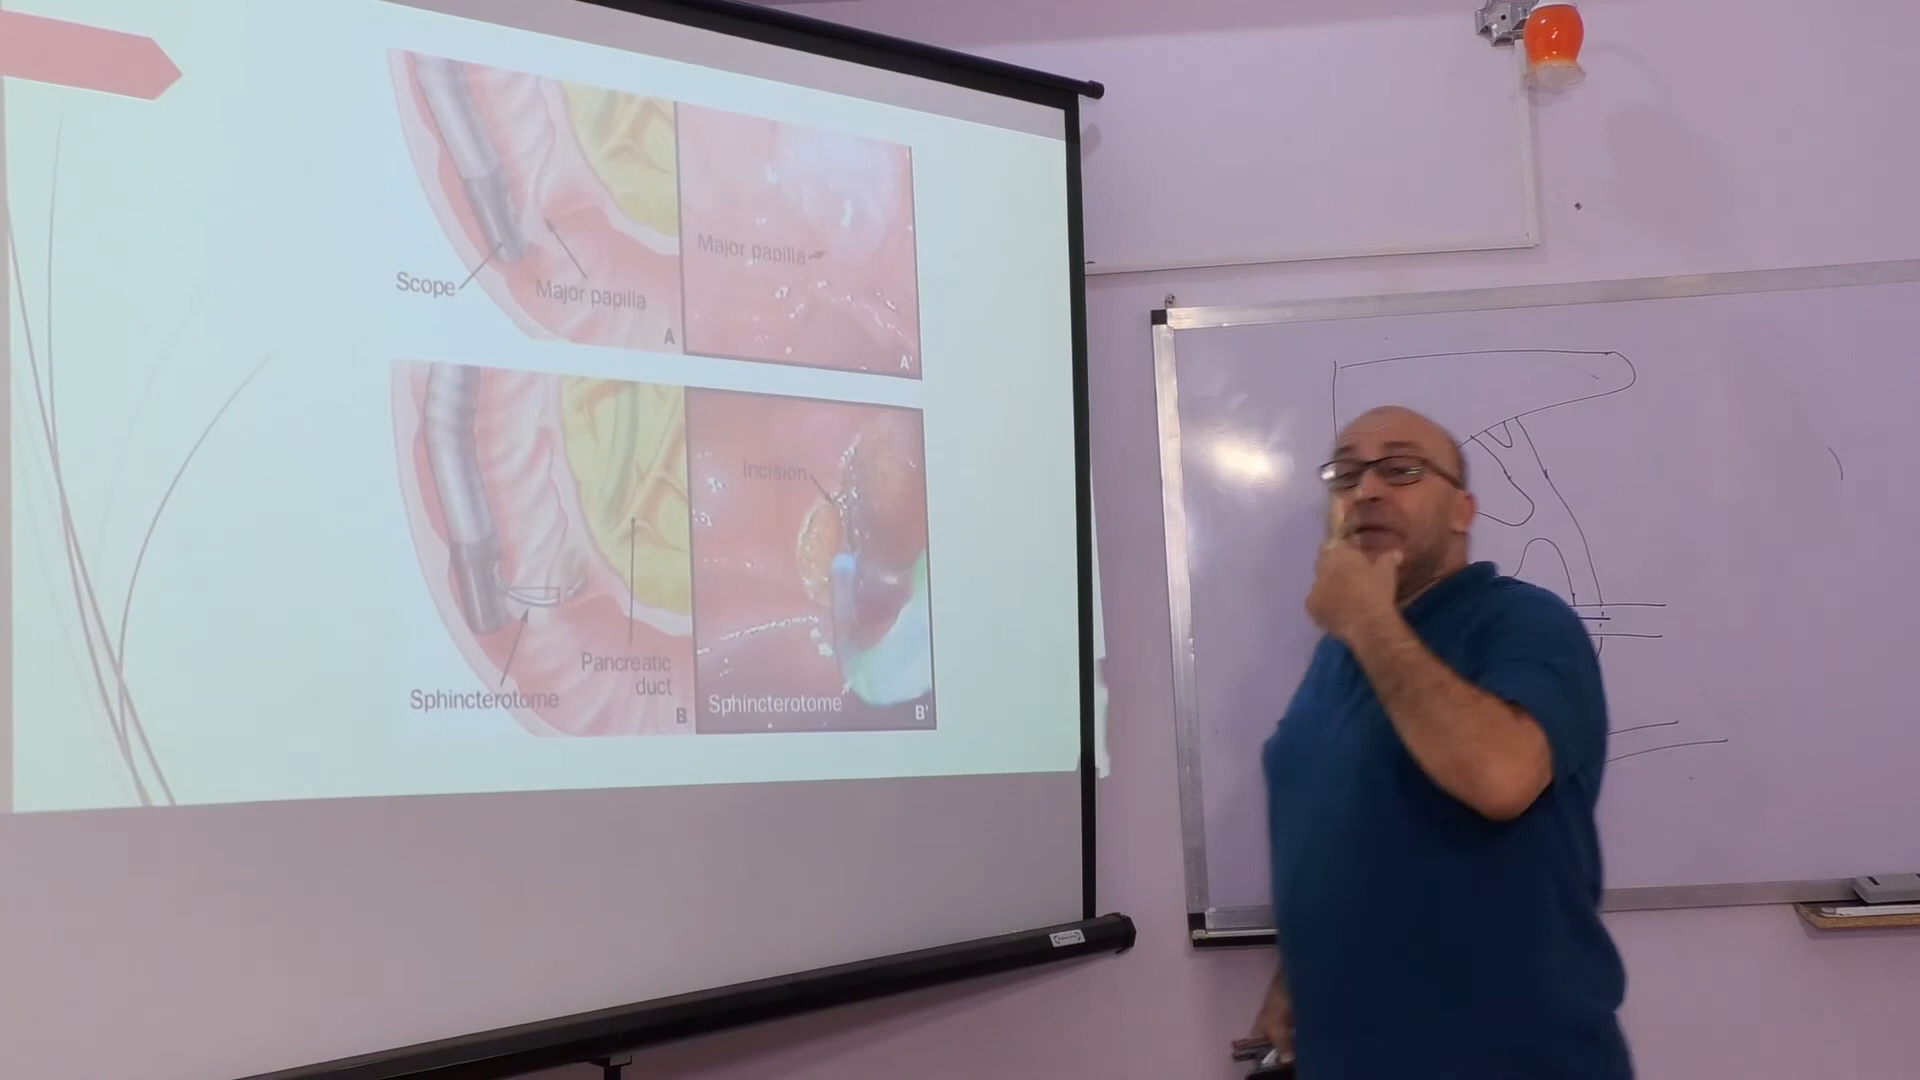 Scope
Major papilla
A
Major papilla
A'
Sphincterotome
Pancreatic
duct
B
Incision
Sphincterotome
B'